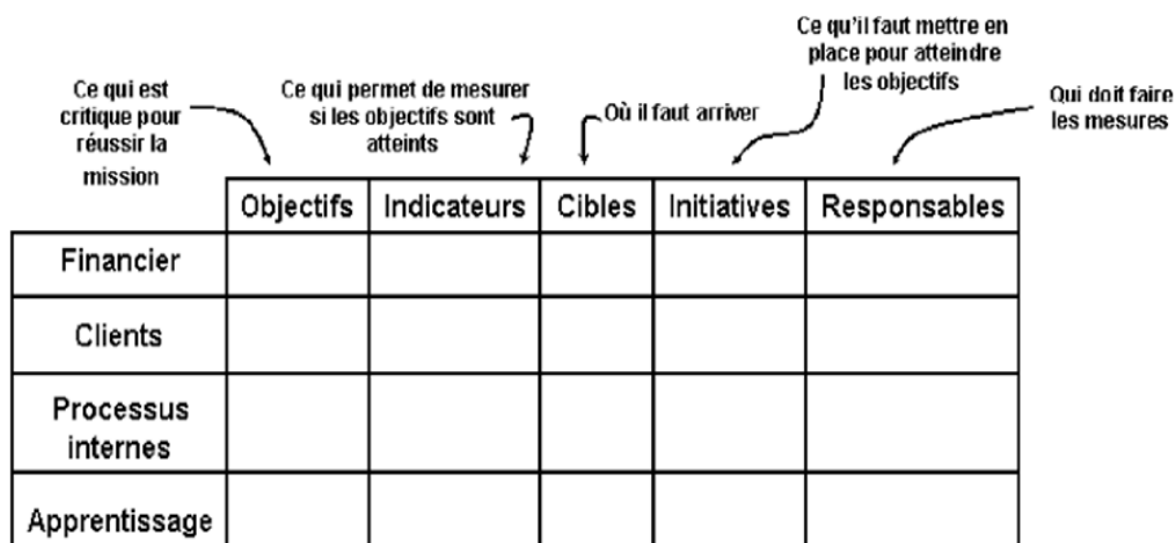 Ce qui est
critique pour
réussir la
mission
Ce qui permet de mesurer
si les objectifs sont
atteints
Où il faut arriver
Ce qu'il faut mettre en
place pour atteindre
les objectifs
Qui doit faire
les mesures
Objectifs Indicateurs Cibles Initiatives Responsables
Financier
Clients
Processus
internes
Apprentissage